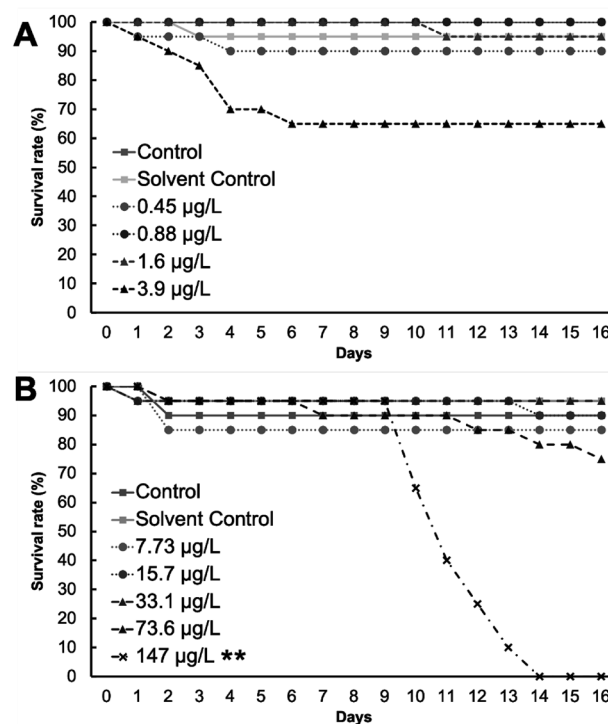 A
100
90
80
70
60
50
40
30
20
10
0
Survival rate (%)
Control
Solvent Control
0.45 µg/L
0.88 µg/L
1.6 µg/L
3.9 µg/L
0 1 2 3 4 5 6 7 8 9 10 11 12 13 14 15 16
Days
B
100
90
80
70
60
50
40
30
20
10
0
Survival rate (%)
Control
Solvent Control
7.73 µg/L
15.7 µg/L
33.1 µg/L
73.6 µg/L
147 µg/L **
0 1 2 3 4 5 6 7 8 9 10 11 12 13 14 15 16
Days